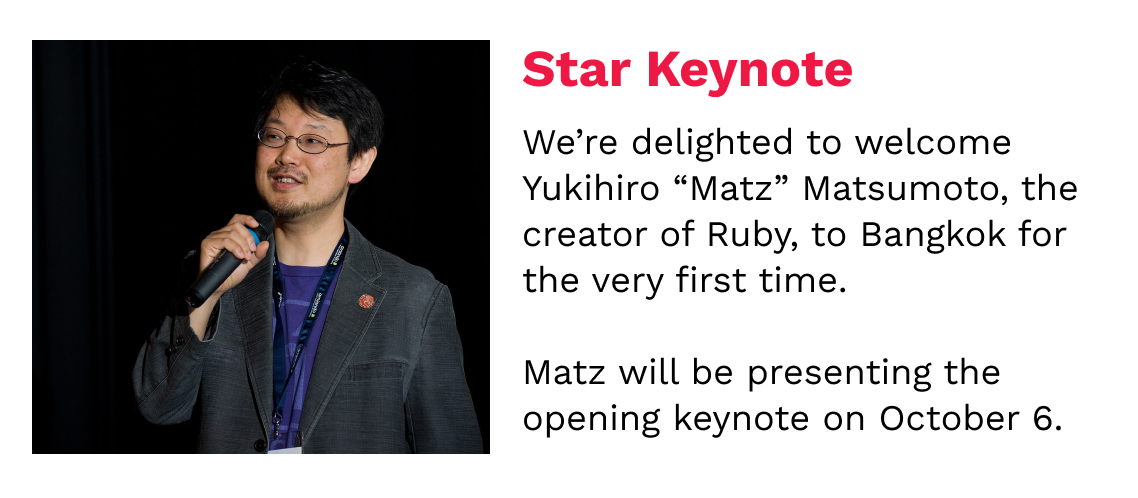 Star Keynote
We’re delighted to welcome
Yukihiro “Matz” Matsumoto, the
creator of Ruby, to Bangkok for
the very first time.
Matz will be presenting the
opening keynote on October 6.